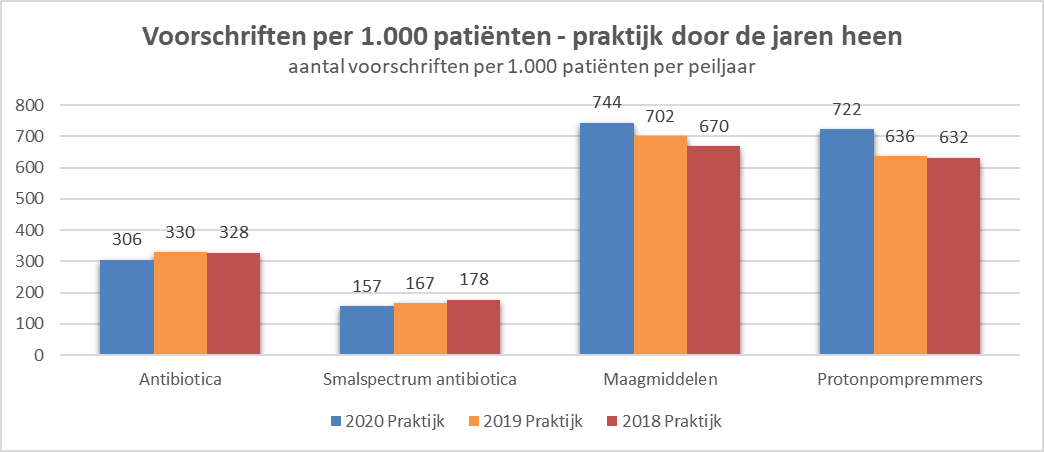 Voorschriften per 1.000 patiënten - praktijk door de jaren heen
aantal voorschriften per 1.000 patiënten per peiljaar
800
700
600
500
400
300
200
100
0
306
330
328
157
167
178
744
702
670
722
636
632
Antibiotica
Smalspectrum antibiotica
Maagmiddelen
Protonpompremmers
2020 Praktijk
2019 Praktijk
2018 Praktijk